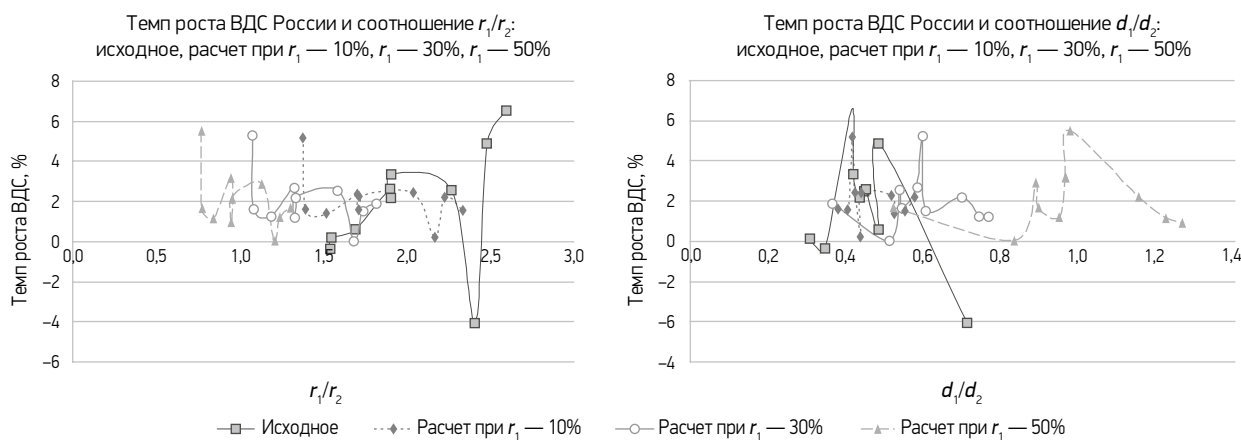 Темп роста ВДС России и соотношение r₁/r₂:
исходное, расчет при r₁ — 10%, r₁ — 30%, r₁ — 50%
Темп роста ВДС, %
8
6
4
2
0
–2
–4
–6
0 0,5 1,0 1,5 2,0 2,5 3,0
r₁/r₂
Темп роста ВДС России и соотношение d₁/d₂:
исходное, расчет при r₁ — 10%, r₁ — 30%, r₁ — 50%
Темп роста ВДС, %
8
6
4
2
0
–2
–4
–6
–4
0 0,2 0,4 0,6 0,8 1,0 1,2 1,4
d₁/d₂
Исходное Расчет при r₁ — 10% Расчет при r₁ — 30% Расчет при r₁ — 50%